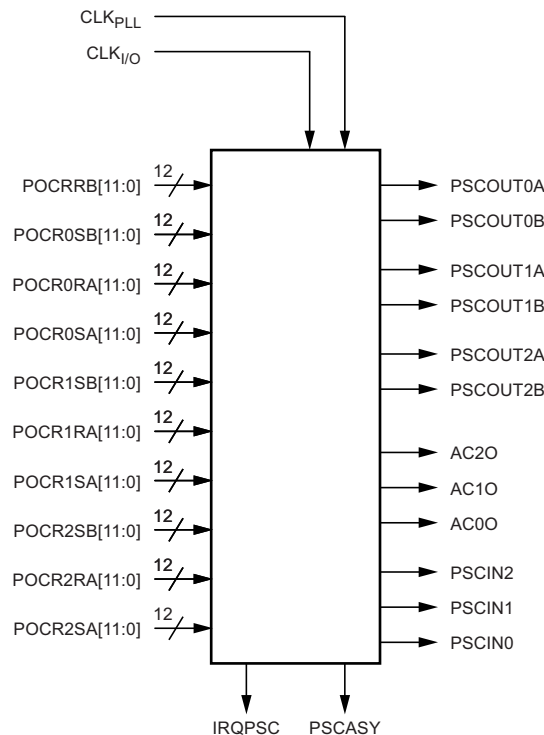 CLKPLL
CLKI/O
POCRRB[11:0] 12
POCR0SB[11:0] 12
POCR0RA[11:0] 12
POCR0SA[11:0] 12
POCR1SB[11:0] 12
POCR1RA[11:0] 12
POCR1SA[11:0] 12
POCR2SB[11:0] 12
POCR2RA[11:0] 12
POCR2SA[11:0] 12
PSCOUT0A
PSCOUT0B
PSCOUT1A
PSCOUT1B
PSCOUT2A
PSCOUT2B
AC2O
AC1O
AC0O
PSCIN2
PSCIN1
PSCIN0
IRQPSC
PSCASY